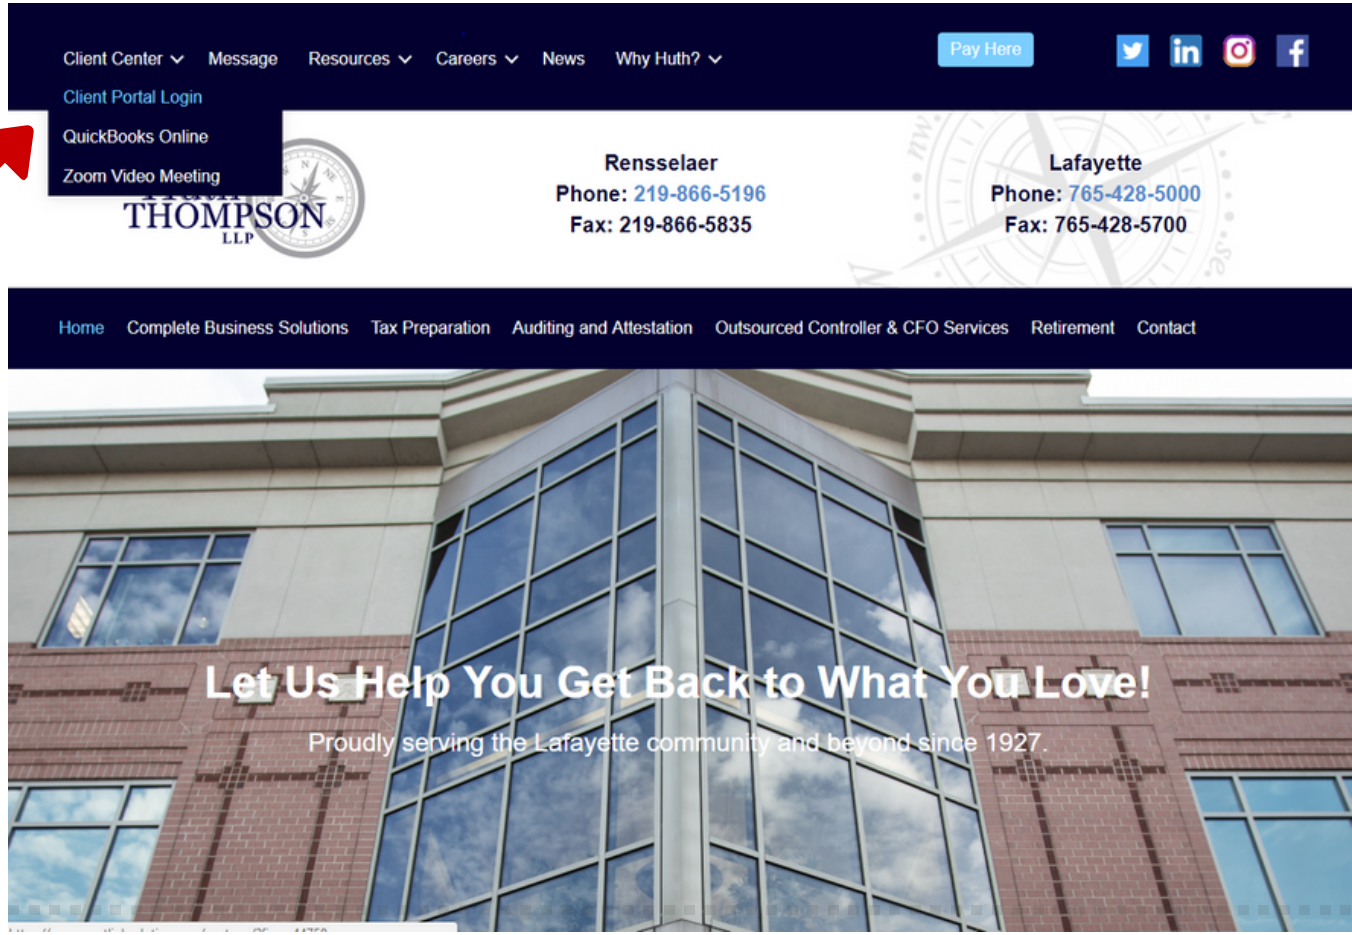 Client Center Message Resources Careers News Why Huth? Pay Here
Client Portal Login
QuickBooks Online
Zoom Video Meeting
THOMPSON
LLP
N
NE
Rensselaer
Phone: 219-866-5196
Fax: 219-866-5835
nw.
Lafayette
Phone: 765-428-5000
Fax: 765-428-5700
se.
Home Complete Business Solutions Tax Preparation Auditing and Attestation Outsourced Controller & CFO Services Retirement Contact
Let Us Help You Get Back to What You Love!
Proudly serving the Lafayette community and beyond since 1927.